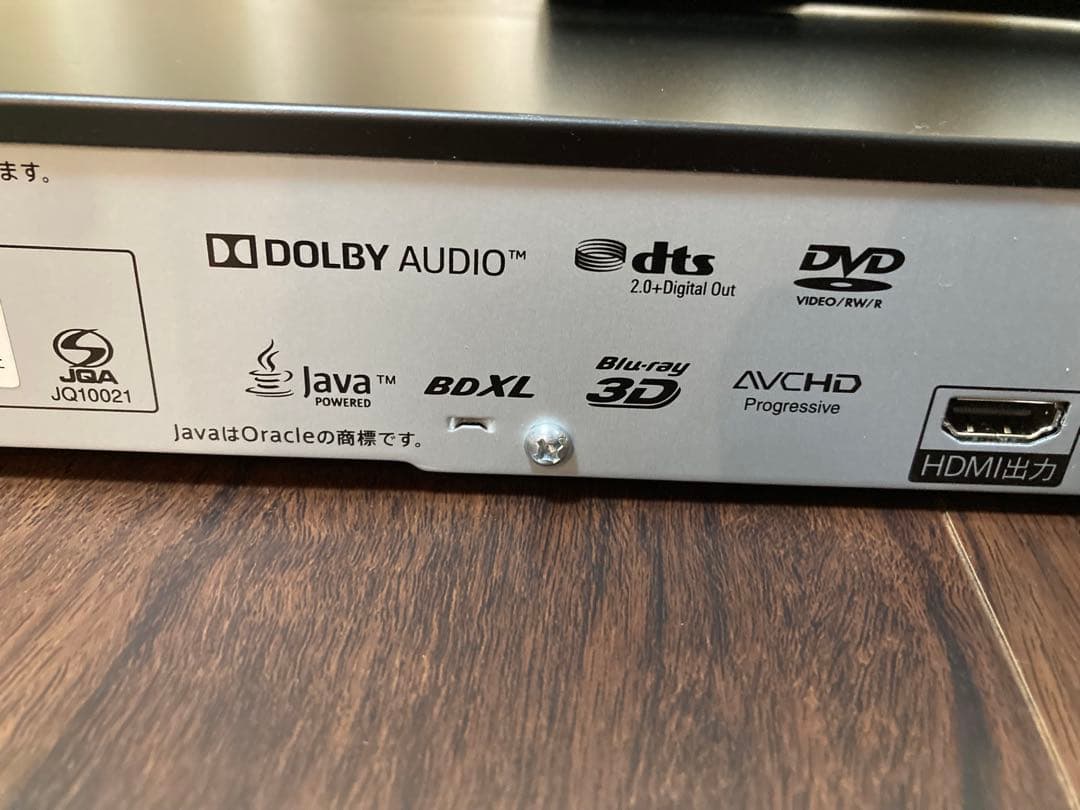 ます。
DOLBY AUDIO™
dts
2.0+Digital Out
DVD
VIDEO/RW/R
JQA
JQ10021
Java™
POWERED
BDXL
Blu-ray
3D
AVCHD
Progressive
JavaはOracleの商標です。
HDMI出力